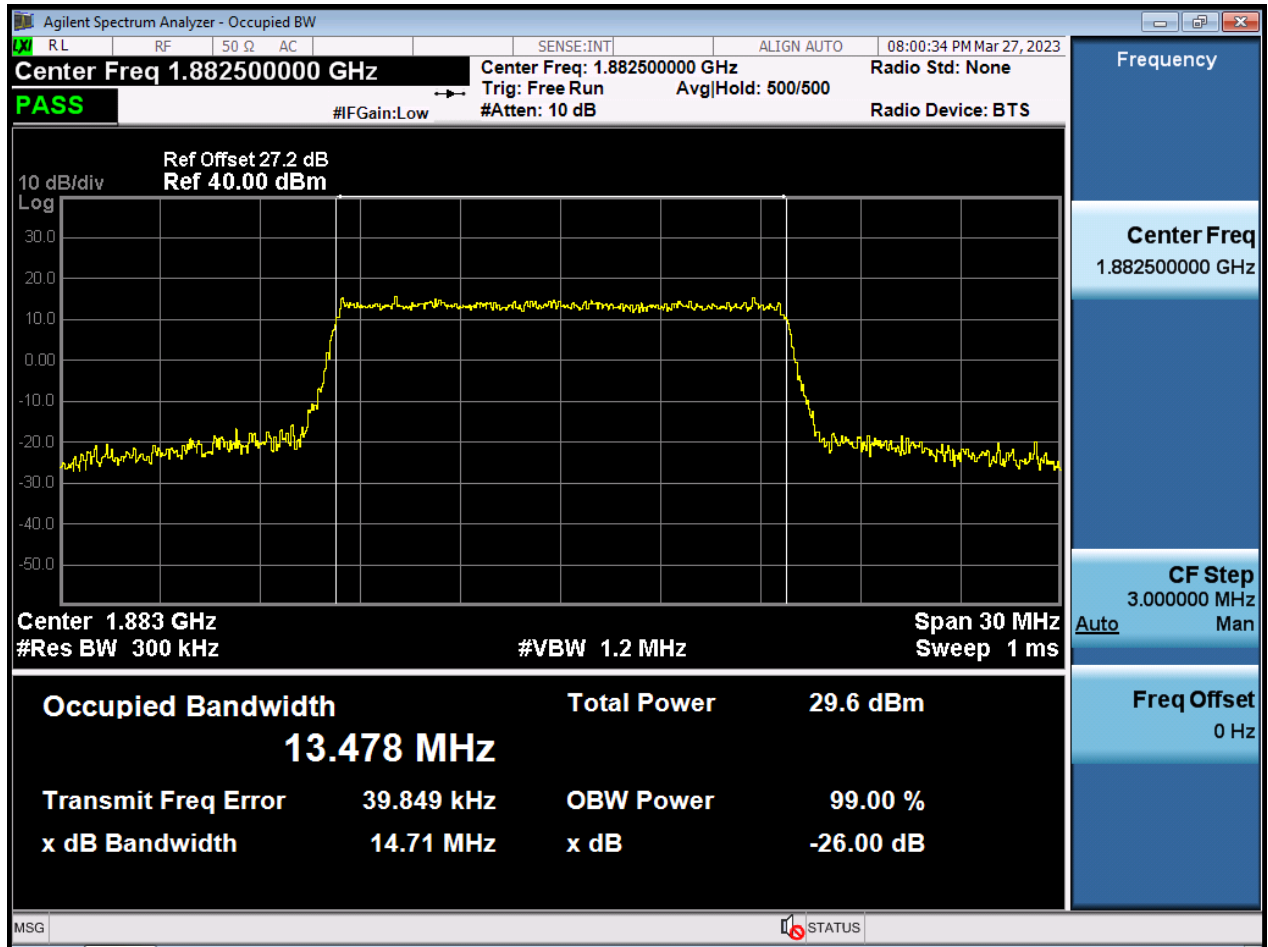 Agilent Spectrum Analyzer - Occupied BW
LXI RL RF 50 Ω AC SENSE:INT ALIGN AUTO 08:00:34 PM Mar 27, 2023
Center Freq 1.882500000 GHz
PASS
#IFGain:Low
Center Freq: 1.882500000 GHz
Trig: Free Run Avg|Hold: 500/500
#Atten: 10 dB
Radio Std: None
Radio Device: BTS
Ref Offset 27.2 dB
10 dB/div Ref 40.00 dBm
Log
30.0
20.0
10.0
0.00
-10.0
-20.0
-30.0
-40.0
-50.0
Center 1.883 GHz Span 30 MHz
#Res BW 300 kHz #VBW 1.2 MHz Sweep 1 ms
Occupied Bandwidth Total Power 29.6 dBm
13.478 MHz
Transmit Freq Error 39.849 kHz OBW Power 99.00 %
x dB Bandwidth 14.71 MHz x dB -26.00 dB
MSG STATUS
Frequency
Center Freq
1.882500000 GHz
CF Step
3.000000 MHz
Auto Man
Freq Offset
0 Hz